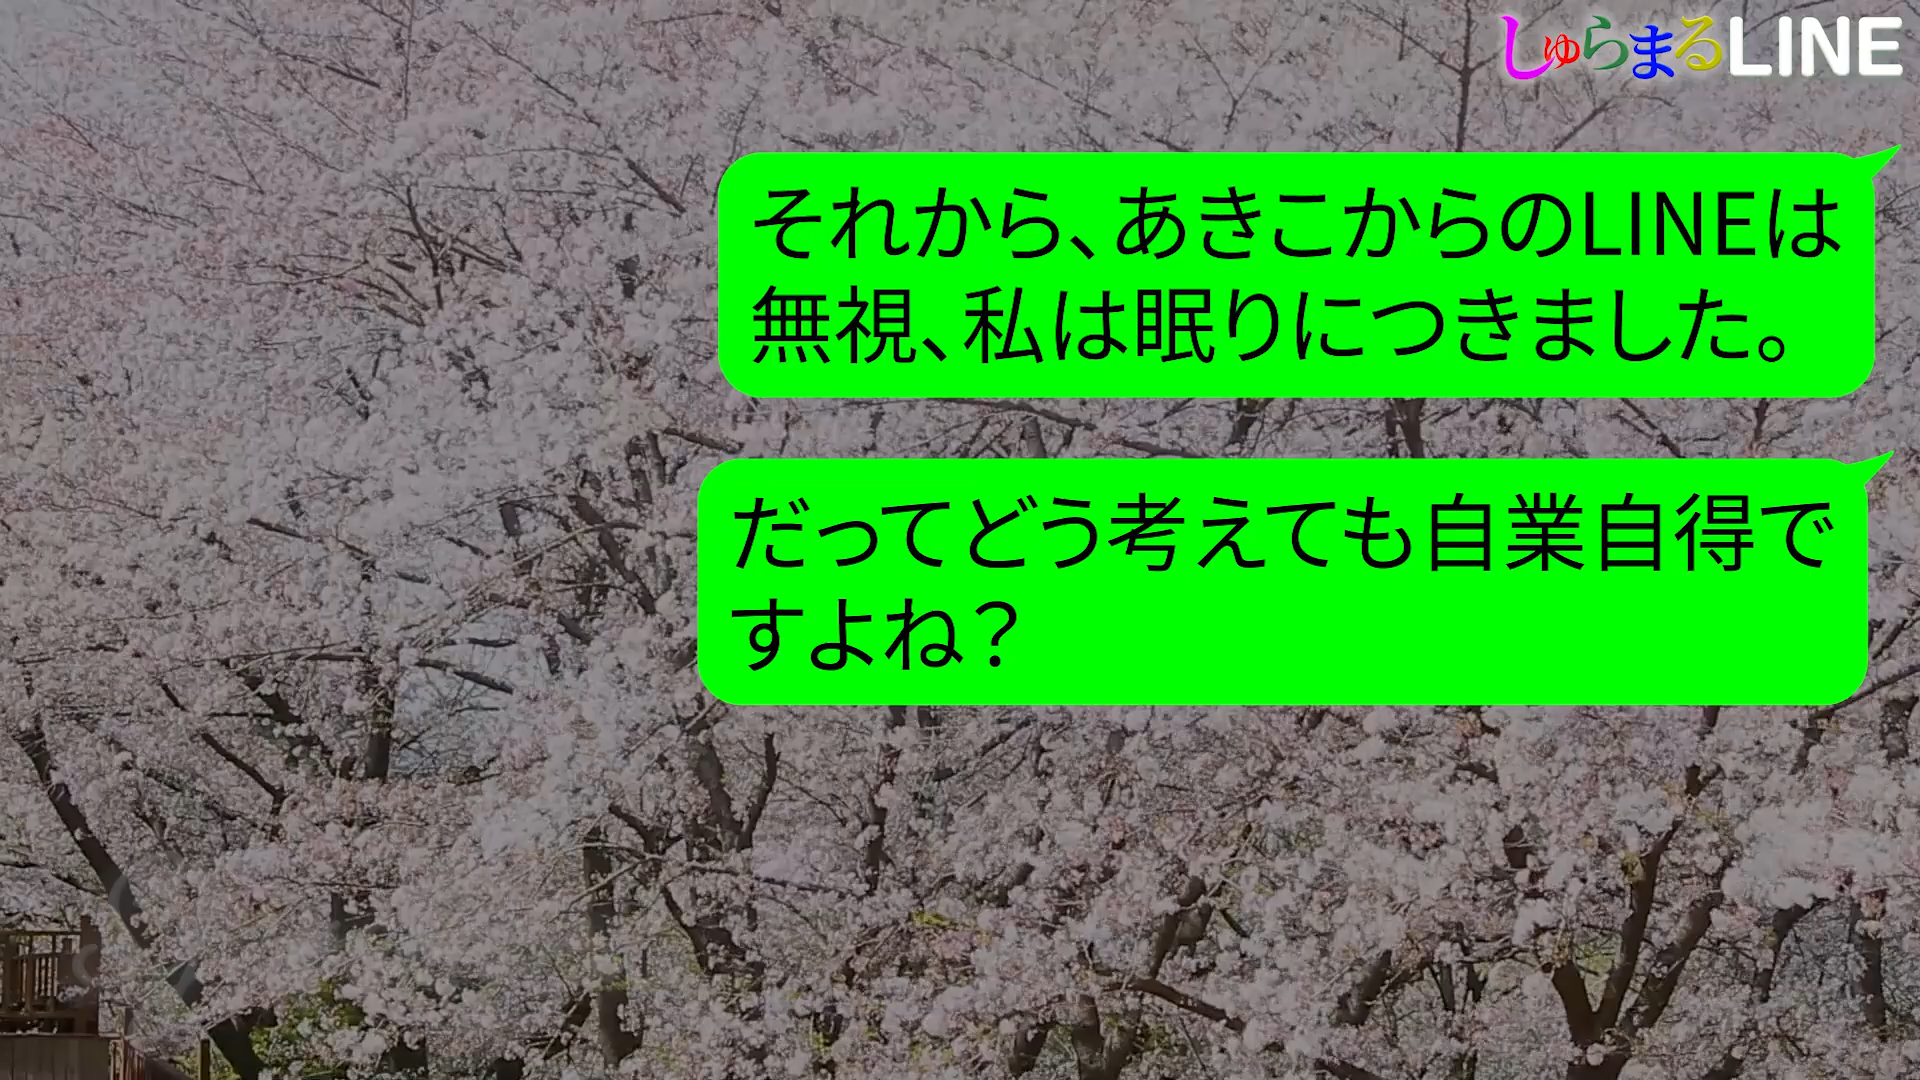 しゅらまるLINE
それから、あきこからのLINEは
無視、私は眠りにつきました。
だってどう考えても自業自得で
すよね？